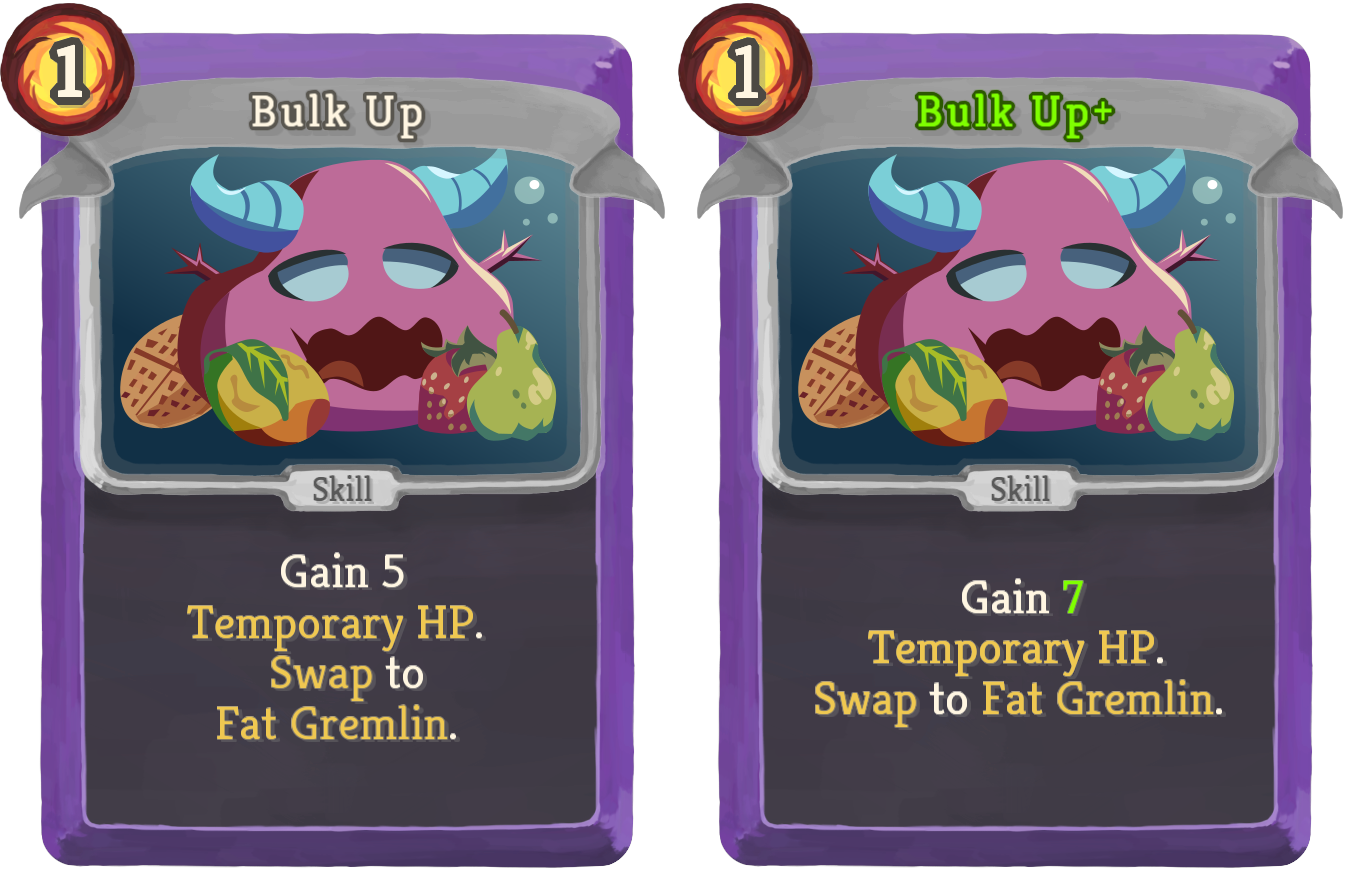 1
Bulk Up
Skill
Gain 5
Temporary HP.
Swap to
Fat Gremlin.
1
Bulk Up+
Skill
Gain 7
Temporary HP.
Swap to Fat Gremlin.